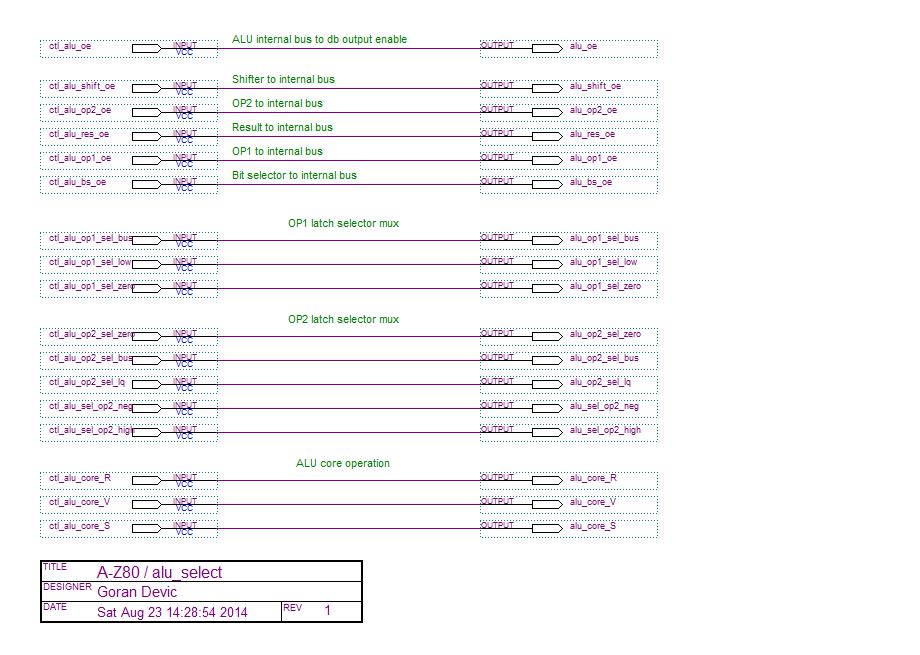 ALU internal bus to db output enable
ctl_alu_oe INPUT VCC OUTPUT alu_oe
Shifter to internal bus
ctl_alu_shift_oe INPUT VCC OUTPUT alu_shift_oe
OP2 to internal bus
ctl_alu_op2_oe INPUT VCC OUTPUT alu_op2_oe
Result to internal bus
ctl_alu_res_oe INPUT VCC OUTPUT alu_res_oe
OP1 to internal bus
ctl_alu_op1_oe INPUT VCC OUTPUT alu_op1_oe
Bit selector to internal bus
ctl_alu_bs_oe INPUT VCC OUTPUT alu_bs_oe
OP1 latch selector mux
ctl_alu_op1_sel_bus INPUT VCC OUTPUT alu_op1_sel_bus
ctl_alu_op1_sel_low INPUT VCC OUTPUT alu_op1_sel_low
ctl_alu_op1_sel_zero INPUT VCC OUTPUT alu_op1_sel_zero
OP2 latch selector mux
ctl_alu_op2_sel_zero INPUT VCC OUTPUT alu_op2_sel_zero
ctl_alu_op2_sel_bus INPUT VCC OUTPUT alu_op2_sel_bus
ctl_alu_op2_sel_lq INPUT VCC OUTPUT alu_op2_sel_lq
ctl_alu_sel_op2_neg INPUT VCC OUTPUT alu_sel_op2_neg
ctl_alu_sel_op2_high INPUT VCC OUTPUT alu_sel_op2_high
ALU core operation
ctl_alu_core_R INPUT VCC OUTPUT alu_core_R
ctl_alu_core_V INPUT VCC OUTPUT alu_core_V
ctl_alu_core_S INPUT VCC OUTPUT alu_core_S
TITLE A-Z80 / alu_select
DESIGNER Goran Devic
DATE Sat Aug 23 14:28:54 2014 REV 1